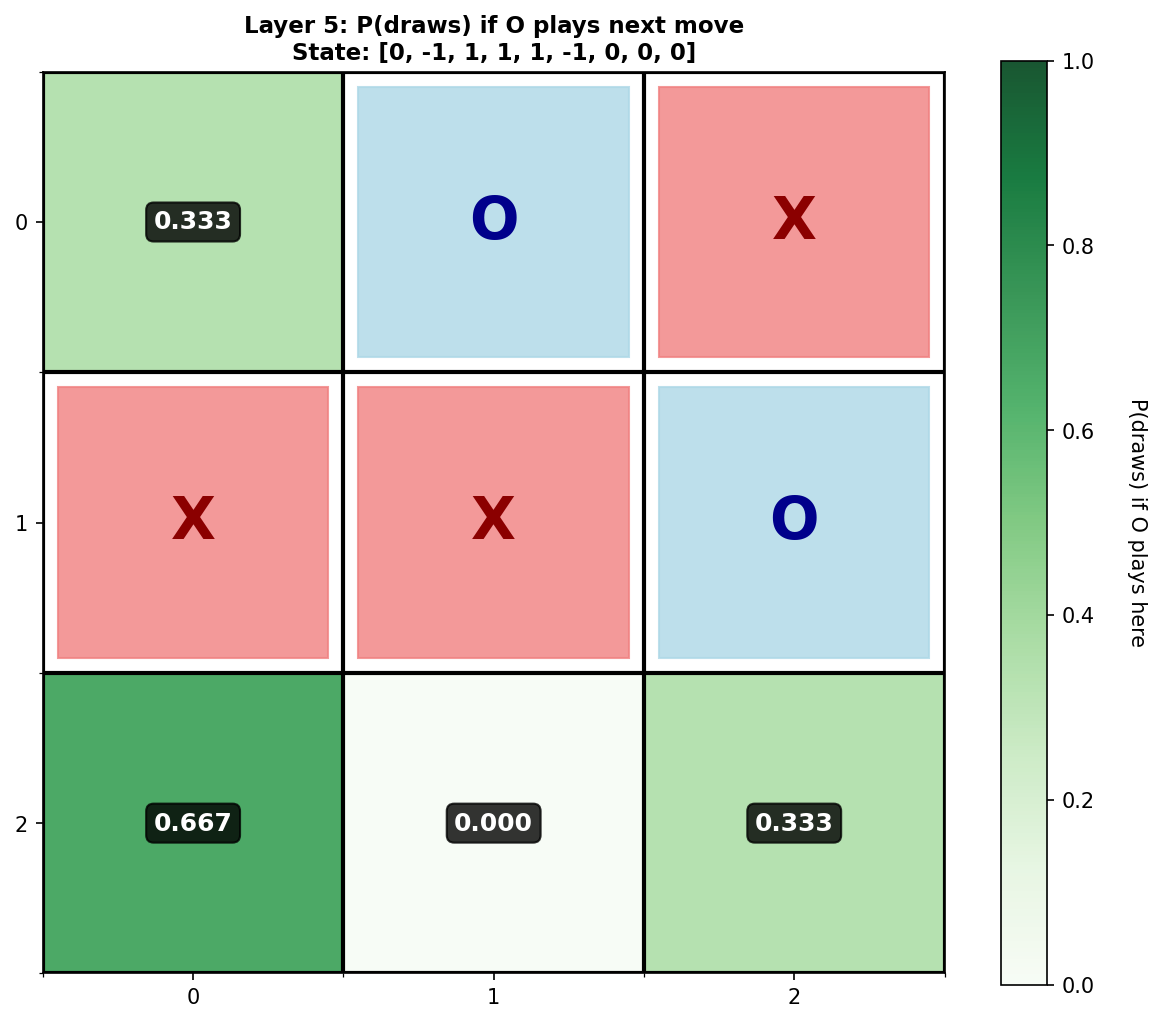 Layer 5: P(draws) if O plays next move
State: [0, -1, 1, 1, 1, -1, 0, 0, 0]
0
0.333
O
X
1
X
X
O
2
0.667
0.000
0.333
0
1
2
1.0
0.8
0.6
0.4
0.2
0.0
P(draws) if O plays here